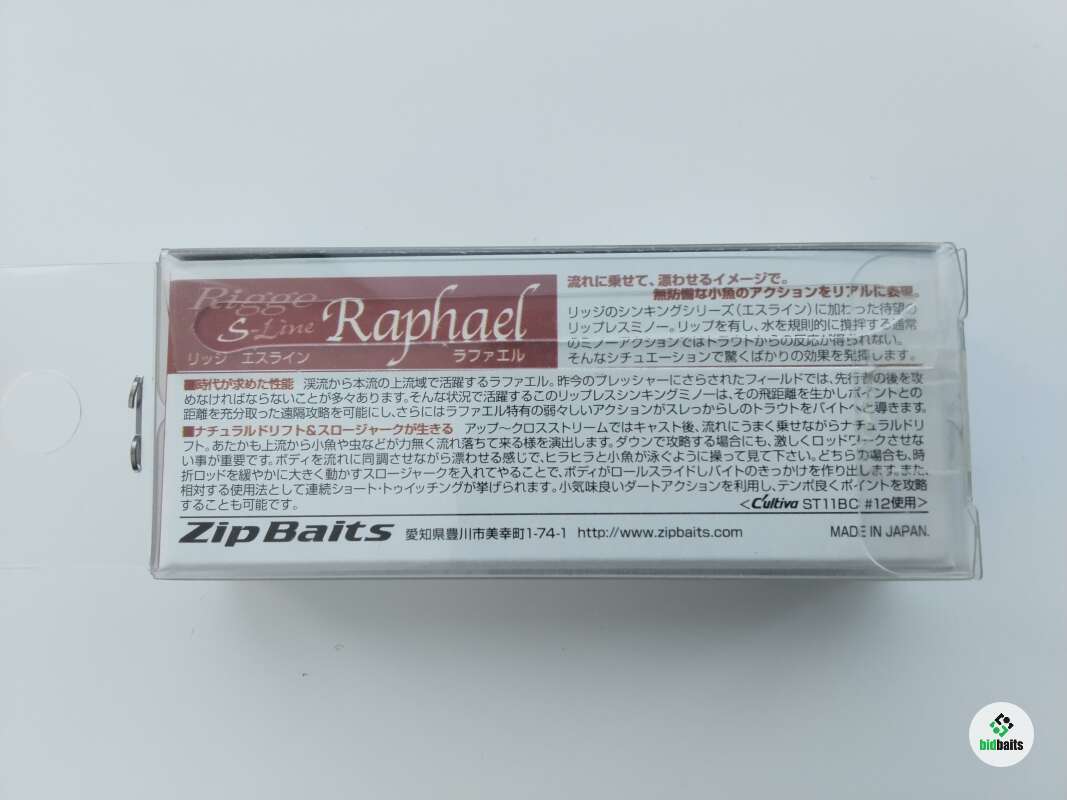 Rigge
S-Line
Raphael
リッジ エスライン
ラファエル
流れに乗せて、漂わせるイメージで。
無防備な小魚のアクションをリアルに表現。
リッジのシンキングシリーズ(エスライン)に加わった待望の
リップレスミノー。リップを有し、水を規則的に撹拌する通常
のミノーアクションではトラウトからの反応が得られない。
そんなシチュエーションで驚くばかりの効果を発揮します。
■時代が求めた性能 渓流から本流の上流域で活躍するラファエル。昨今のプレッシャーにさらされたフィールドでは、先行者の後を攻
めなければならないことが多々あります。そんな状況で活躍するこのリップレスシンキングミノーは、その飛距離を生かしポイントとの
距離を充分取った遠隔攻略を可能にし、さらにはラファエル特有の弱々しいアクションがスレっからしのトラウトをバイトへと導きます。
■ナチュラルドリフト&スロージャークが生きる アップ〜クロスストリームではキャスト後、流れにうまく乗せながらナチュラルドリ
フト。あたかも上流から小魚や虫などが力無く流れ落ちて来る様を演出します。ダウンで攻略する場合にも、激しくロッドワークさせな
い事が重要です。ボディを流れに同調させながら漂わせる感じで、ヒラヒラと小魚が泳ぐように操って見て下さい。どちらの場合も、時
折ロッドを緩やかに大きく動かすスロージャークを入れてやることで、ボディがロールスライドしバイトのきっかけを作り出します。また、
相対する使用法として連続ショート・トゥイッチングが挙げられます。小気味良いダートアクションを利用し、テンポ良くポイントを攻略
することも可能です。
<C'ultiva ST11BC #12使用>
ZipBaits 愛知県豊川市美幸町1-74-1 http://www.zipbaits.com MADE IN JAPAN.
bidbaits